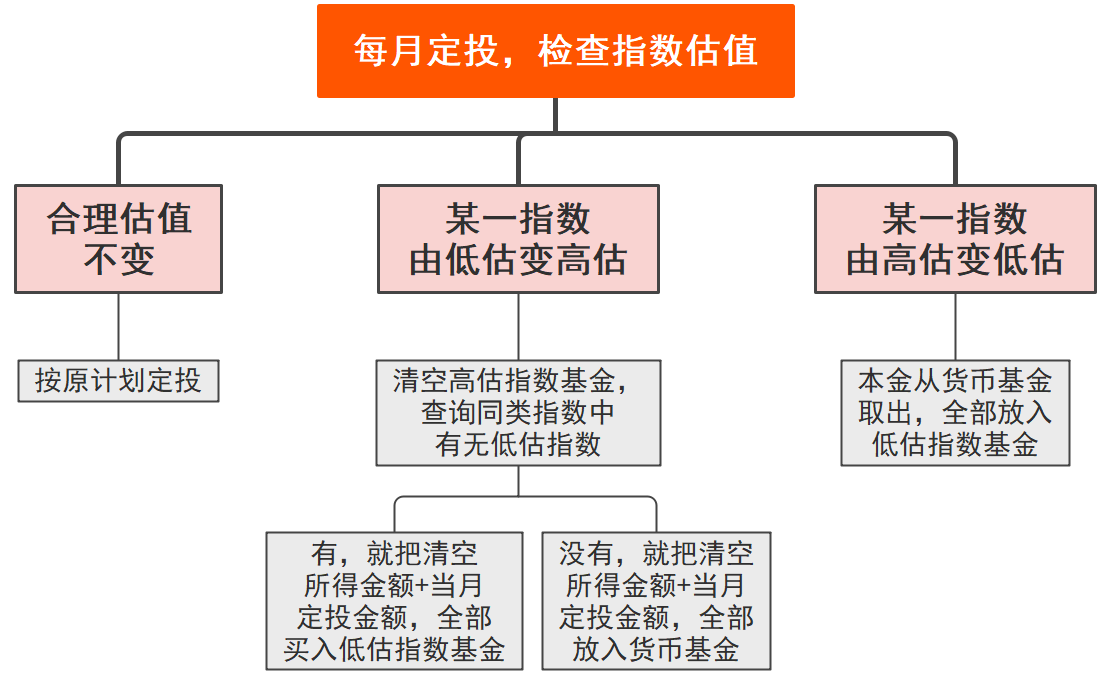 每月定投，检查指数估值
合理估值
不变
某一指数
由低估变高估
某一指数
由高估变低估
按原计划定投
清空高估指数基金，
查询同类指数中
有无低估指数
本金从货币基金
取出，全部放入
低估指数基金
有，就把清空
所得金额+当月
定投金额，全部
买入低估指数基金
没有，就把清空
所得金额+当月
定投金额，全部
放入货币基金